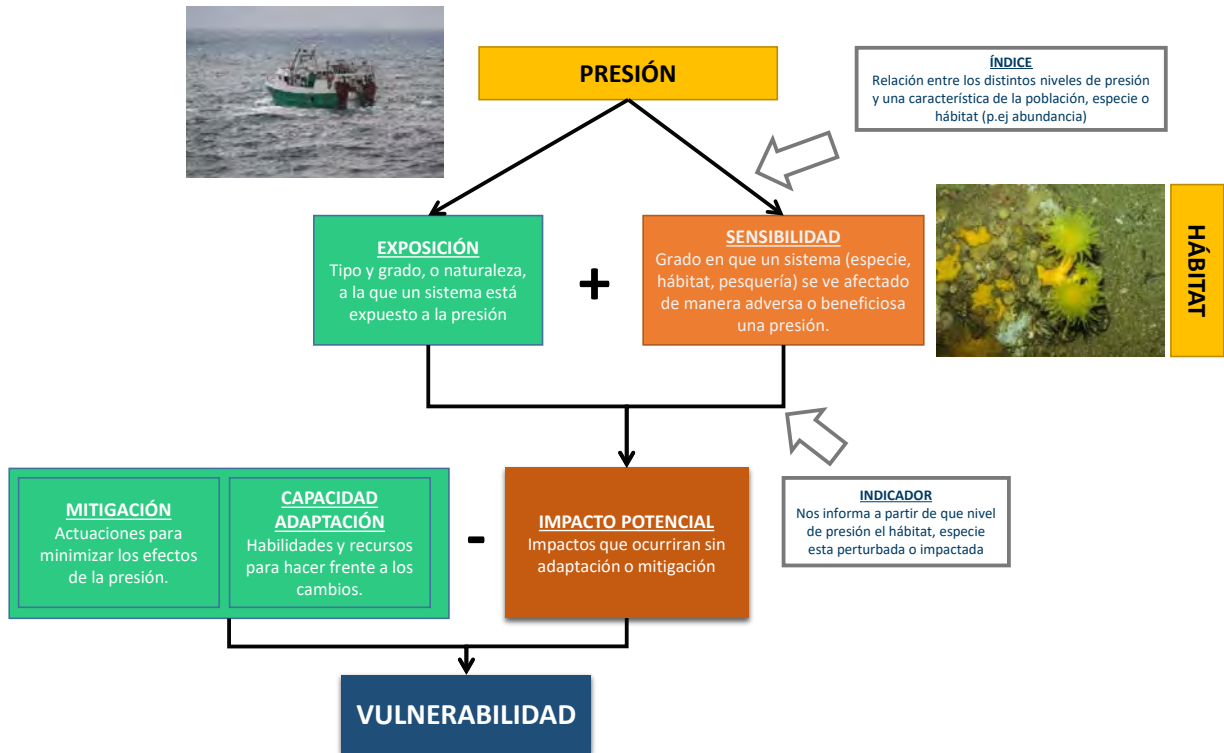 PRESIÓN
ÍNDICE
Relación entre los distintos niveles de presión
y una característica de la población, especie o
hábitat (p.ej abundancia)
EXPOSICIÓN
Tipo y grado, o naturaleza,
a la que un sistema está
expuesto a la presión
+
SENSIBILIDAD
Grado en que un sistema (especie,
hábitat, pesquería) se ve afectado
de manera adversa o beneficiosa
una presión.
HÁBITAT
MITIGACIÓN
Actuaciones para
minimizar los efectos
de la presión.
CAPACIDAD
ADAPTACIÓN
Habilidades y recursos
para hacer frente a los
cambios.
-
IMPACTO POTENCIAL
Impactos que ocurriran sin
adaptación o mitigación
INDICADOR
Nos informa a partir de que nivel
de presión el hábitat, especie
esta perturbada o impactada
VULNERABILIDAD